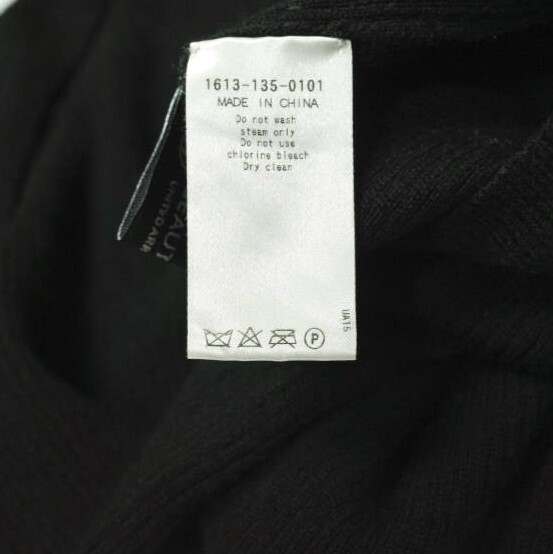 1613-135-0101
MADE IN CHINA
Do not wash
steam only
Do not use
chlorine bleach
Dry clean
UA15
P